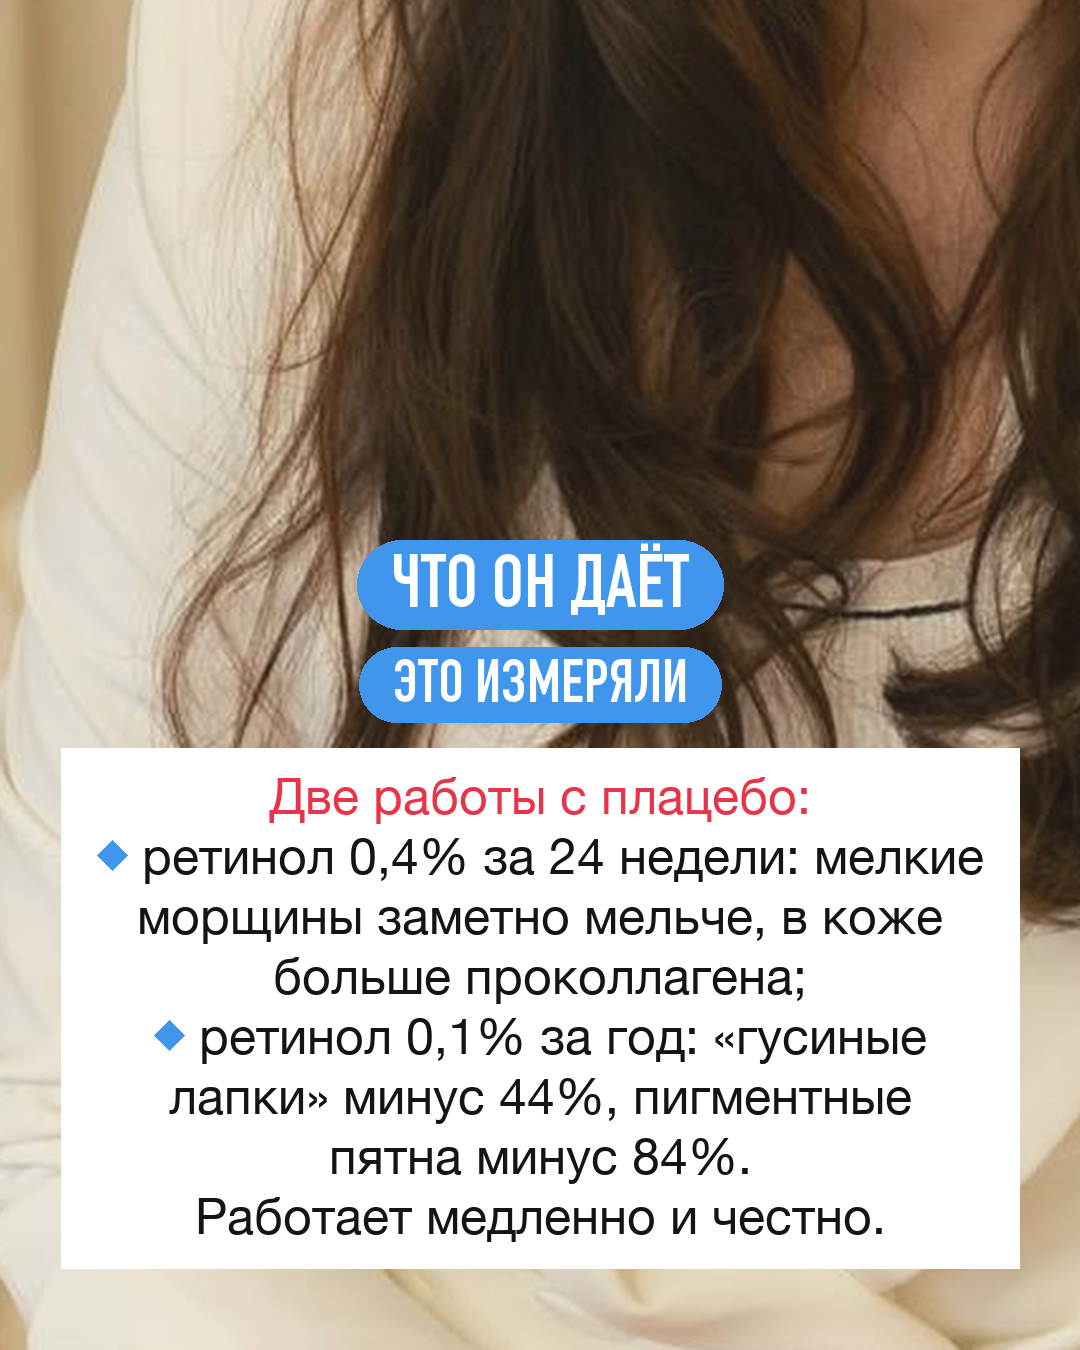 ЧТО ОН ДАЁТ
ЭТО ИЗМЕРЯЛИ
Две работы с плацебо:
🔹 ретинол 0,4% за 24 недели: мелкие
морщины заметно мельче, в коже
больше проколлагена;
🔹 ретинол 0,1% за год: «гусиные
лапки» минус 44%, пигментные
пятна минус 84%.
Работает медленно и честно.